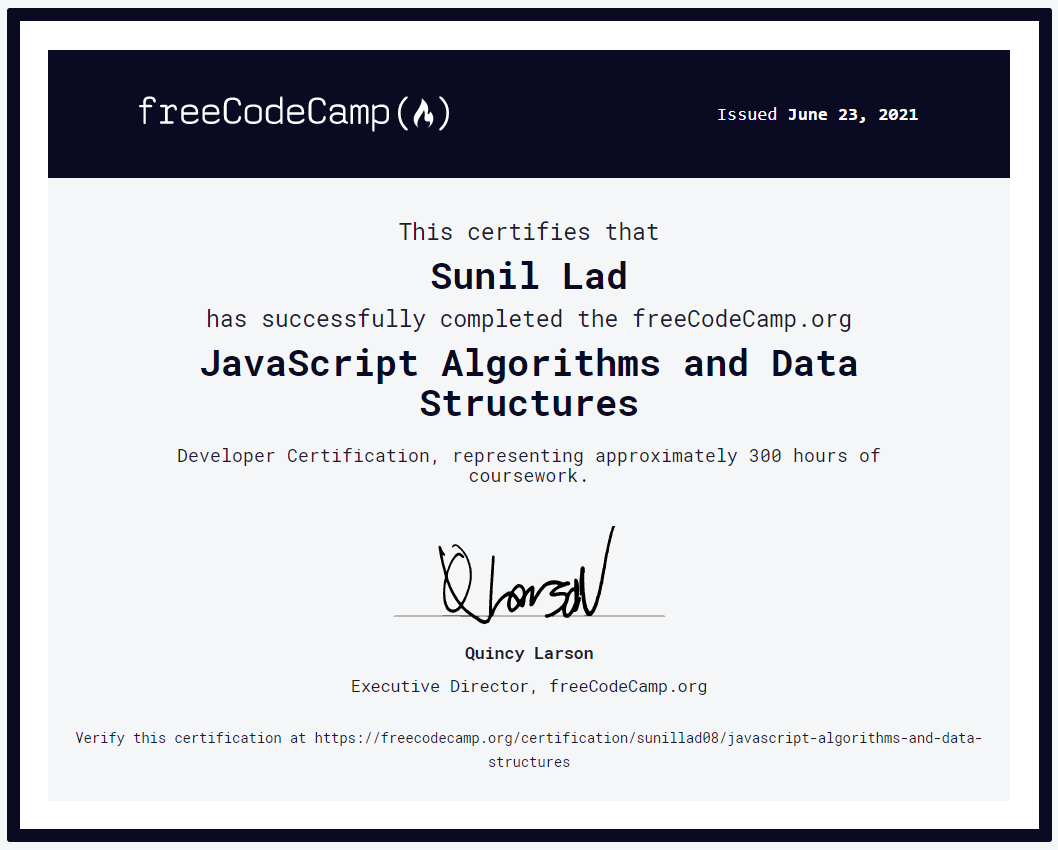 freeCodeCamp(🔥)
Issued June 23, 2021
This certifies that
Sunil Lad
has successfully completed the freeCodeCamp.org
JavaScript Algorithms and Data
Structures
Developer Certification, representing approximately 300 hours of
coursework.
Q Larson
Quincy Larson
Executive Director, freeCodeCamp.org
Verify this certification at https://freecodecamp.org/certification/sunillad08/javascript-algorithms-and-data-
structures